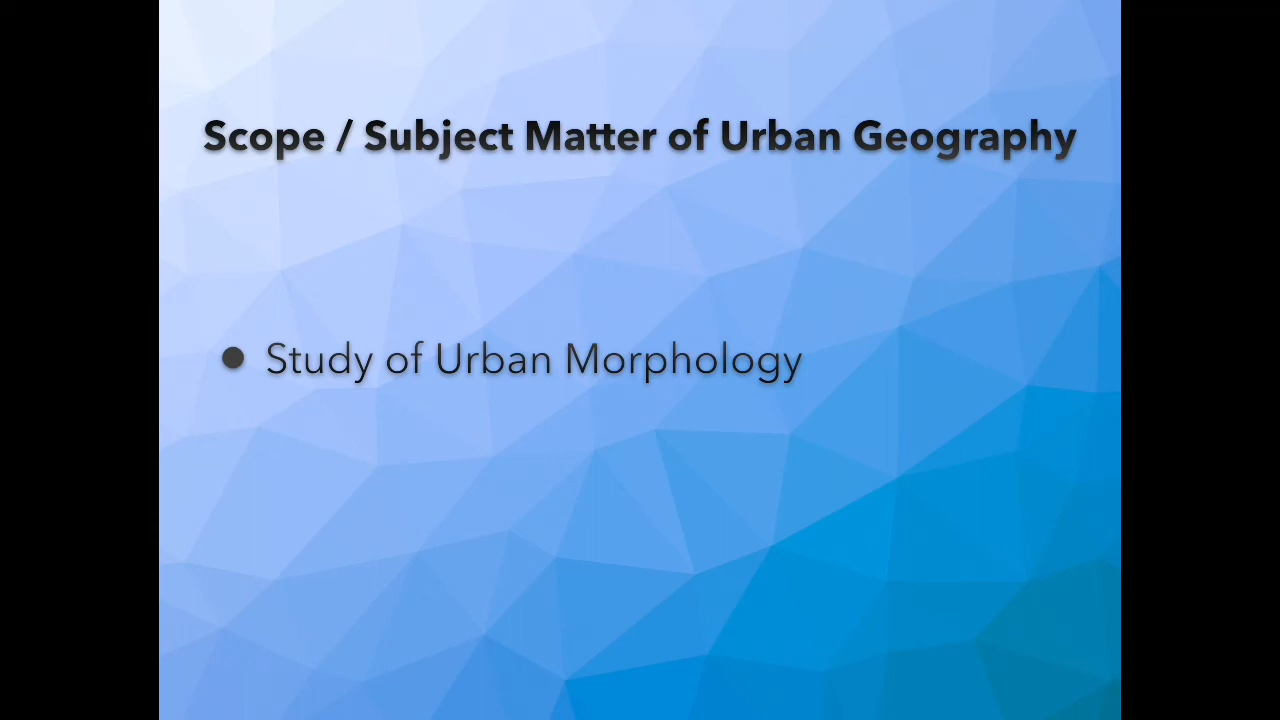 Scope / Subject Matter of Urban Geography
● Study of Urban Morphology